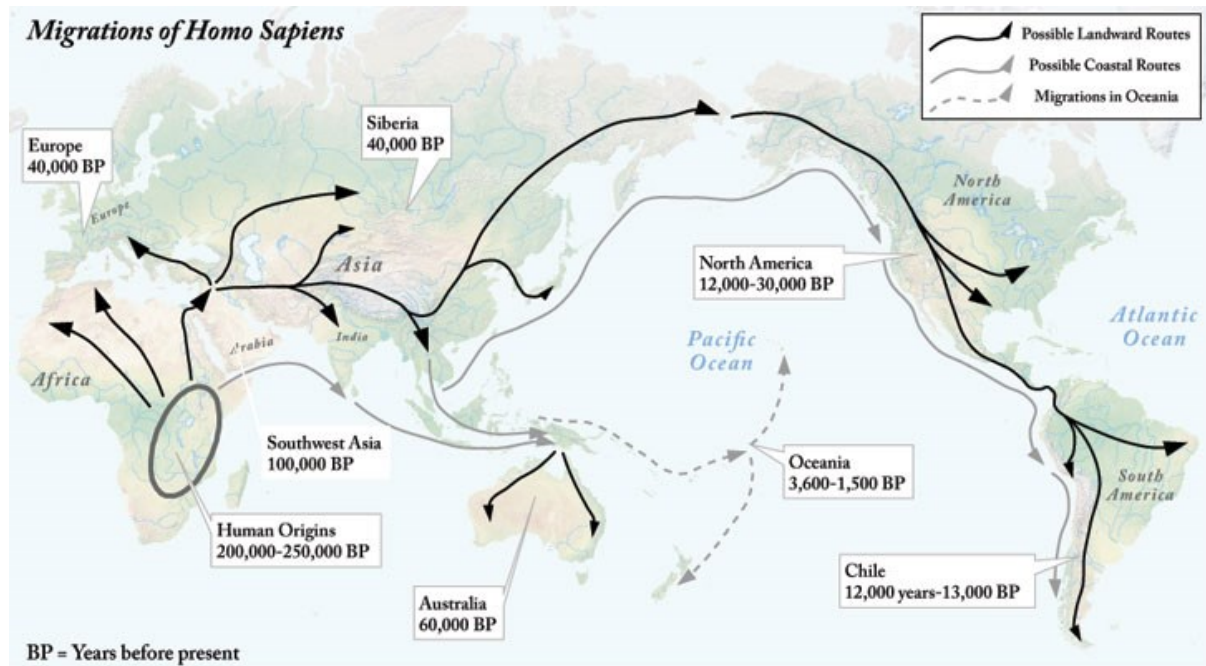 Migrations of Homo Sapiens
Possible Landward Routes
Possible Coastal Routes
Migrations in Oceania
Europe
40,000 BP
Siberia
40,000 BP
Europe
Asia
North
America
North America
12,000-30,000 BP
Atlantic
Ocean
Pacific
Ocean
India
Arabia
Africa
Southwest Asia
100,000 BP
Oceania
3,600-1,500 BP
South
America
Human Origins
200,000-250,000 BP
Chile
12,000 years-13,000 BP
Australia
60,000 BP
BP = Years before present